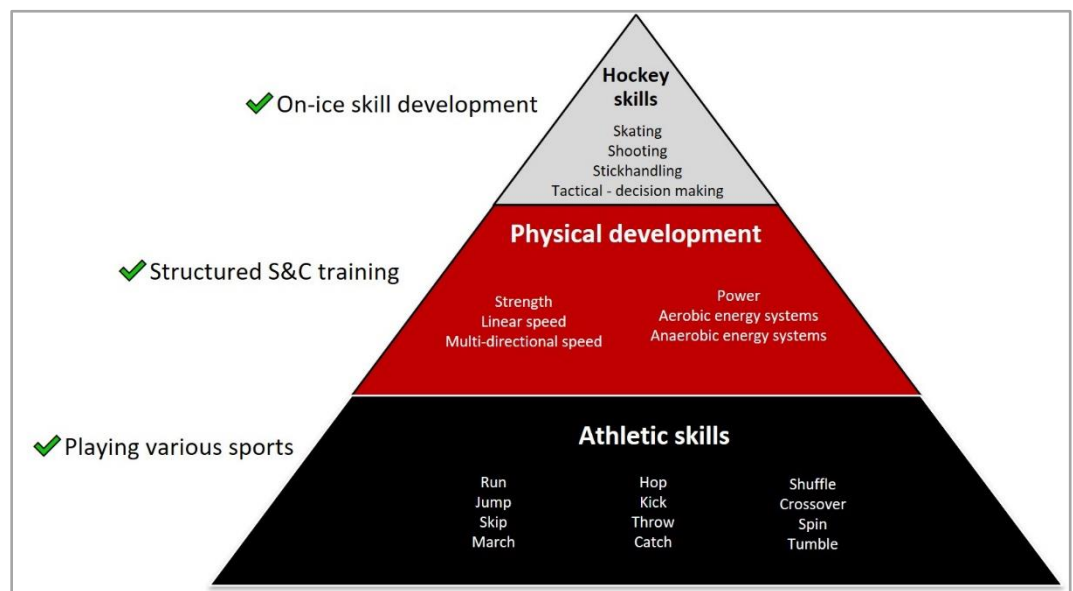 Hockey
skills
On-ice skill development
Skating
Shooting
Stickhandling
Tactical - decision making
Physical development
Structured S&C training
Strength
Linear speed
Multi-directional speed
Power
Aerobic energy systems
Anaerobic energy systems
Playing various sports
Athletic skills
Run
Jump
Skip
March
Hop
Kick
Throw
Catch
Shuffle
Crossover
Spin
Tumble